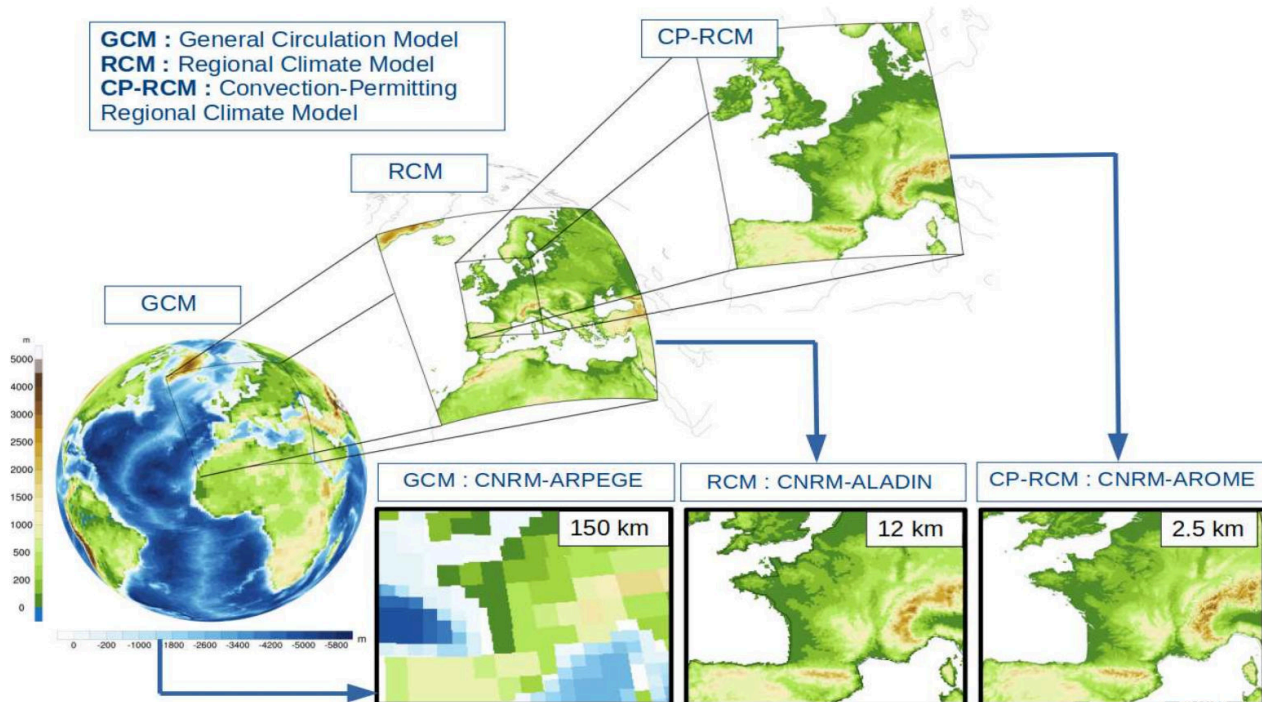 GCM : General Circulation Model
RCM : Regional Climate Model
CP-RCM : Convection-Permitting
Regional Climate Model
CP-RCM
RCM
GCM
m
5000
4000
3000
2500
2000
1500
1000
500
200
0
0 -200 -1000 -1800 -2600 -3400 -4200 -5000 -5800 m
GCM : CNRM-ARPEGE
RCM : CNRM-ALADIN
CP-RCM : CNRM-AROME
150 km
12 km
2.5 km